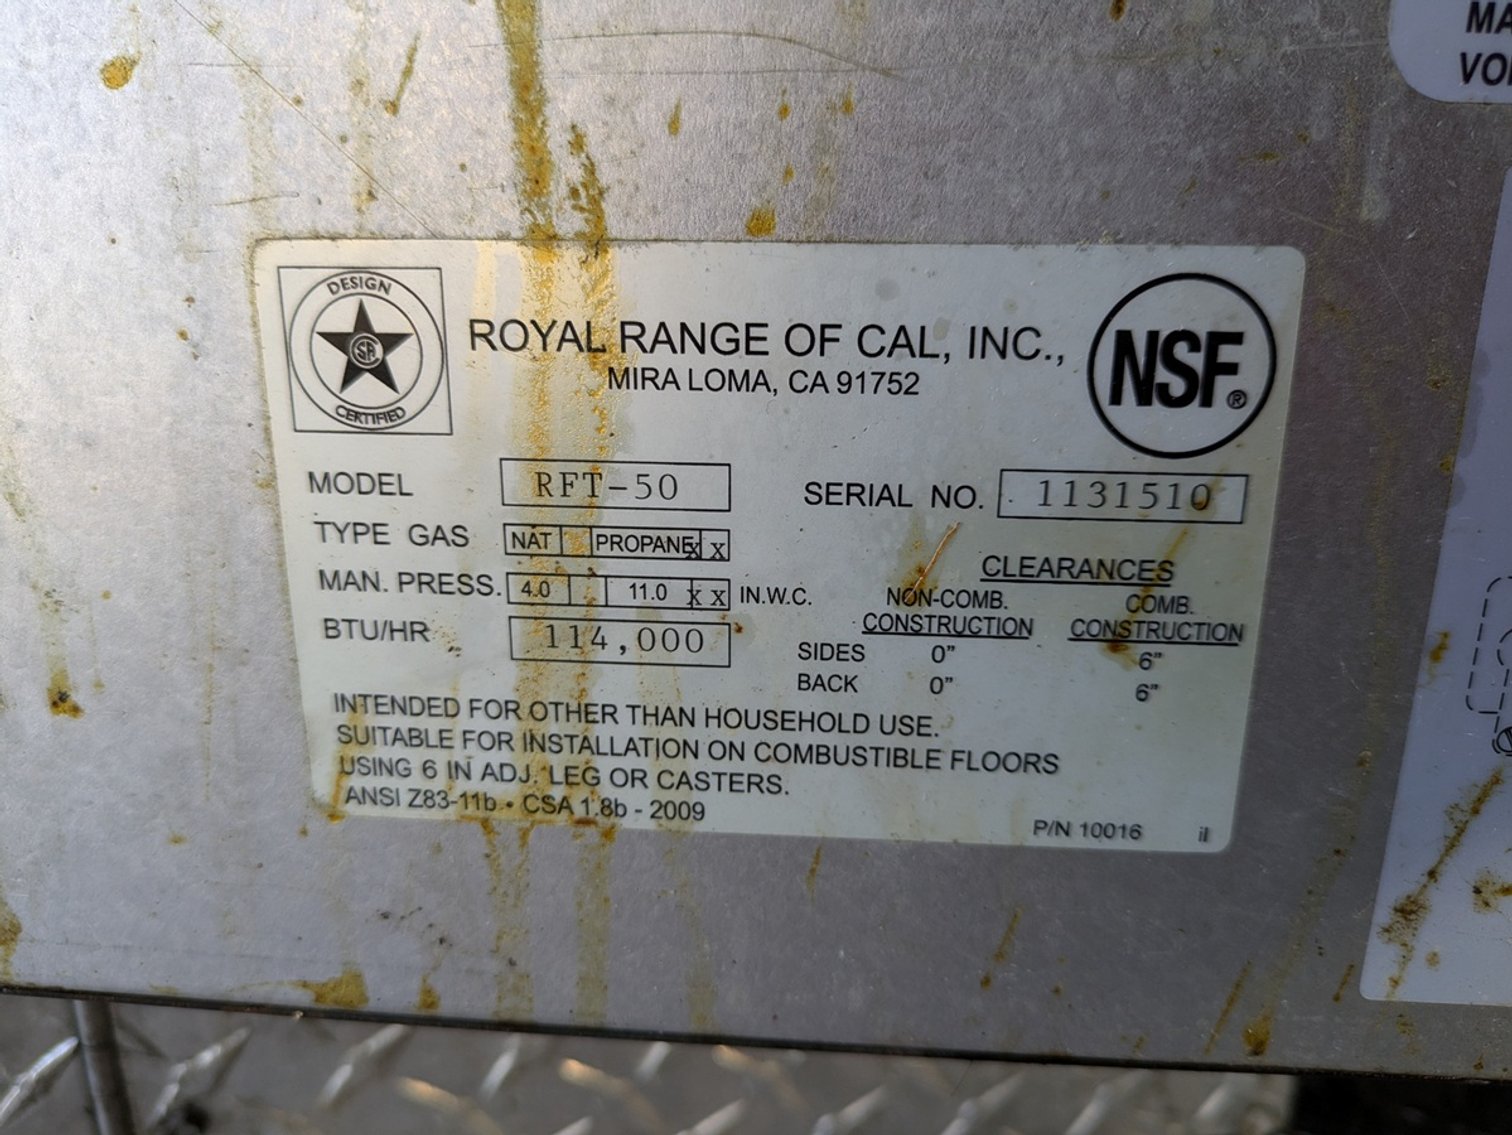 MA
VO
DESIGN
CERTIFIED
ROYAL RANGE OF CAL, INC.,
MIRA LOMA, CA 91752
NSF®
MODEL RFT-50
SERIAL NO. 1131510
TYPE GAS NAT PROPANE X X
MAN. PRESS. 4.0 11.0 X X IN.W.C.
BTU/HR 114,000
CLEARANCES
NON-COMB. COMB.
CONSTRUCTION CONSTRUCTION
SIDES 0" 6"
BACK 0" 6"
INTENDED FOR OTHER THAN HOUSEHOLD USE.
SUITABLE FOR INSTALLATION ON COMBUSTIBLE FLOORS
USING 6 IN ADJ. LEG OR CASTERS.
ANSI Z83-11b • CSA 1.8b - 2009
P/N 10016 il